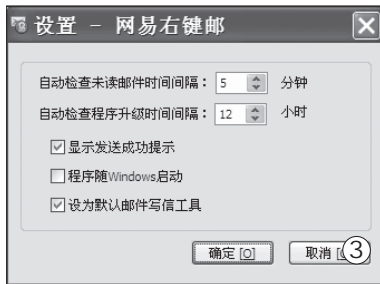 设置 - 网易右键邮
自动检查未读邮件时间间隔： 5 分钟
自动检查程序升级时间间隔： 12 小时
显示发送成功提示
程序随Windows启动
设为默认邮件写信工具
确定[O] 取消[ ③